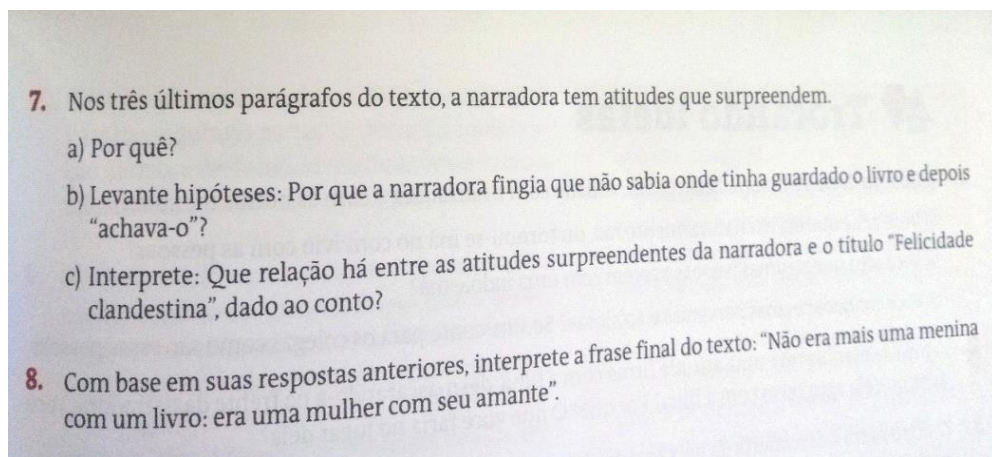 7. Nos três últimos parágrafos do texto, a narradora tem atitudes que surpreendem.
a) Por quê?
b) Levante hipóteses: Por que a narradora fingia que não sabia onde tinha guardado o livro e depois
“achava-o”?
c) Interprete: Que relação há entre as atitudes surpreendentes da narradora e o título “Felicidade
clandestina”, dado ao conto?
8. Com base em suas respostas anteriores, interprete a frase final do texto: “Não era mais uma menina
com um livro: era uma mulher com seu amante”.